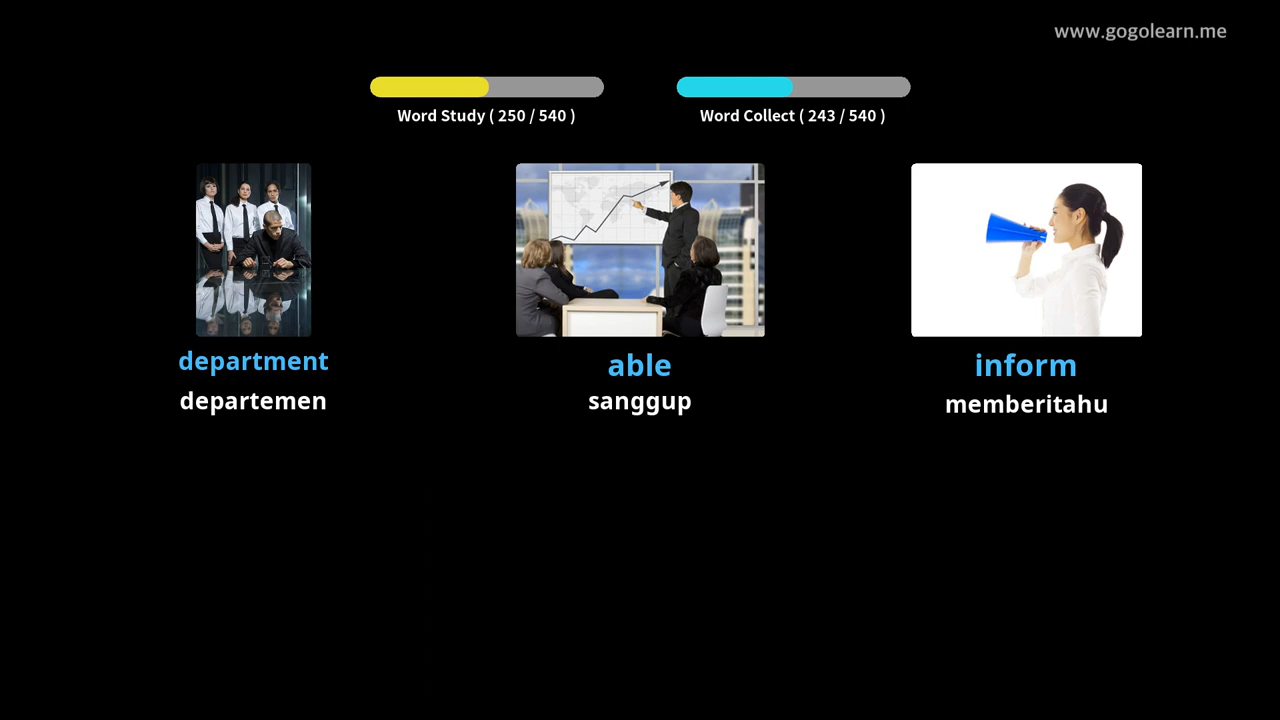 www.gogolearn.me
Word Study ( 250 / 540 )
Word Collect ( 243 / 540 )
department
departemen
able
sanggup
inform
memberitahu